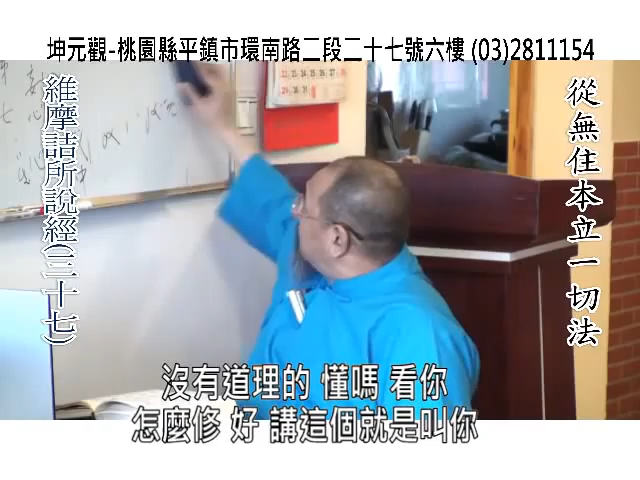 坤元觀-桃園縣平鎮市環南路二段二十七號六樓 (03)2811154
維摩詰所說經(三十七)
從無住本立一切法
沒有道理的 懂嗎 看你
怎麼修 好 講這個就是叫你